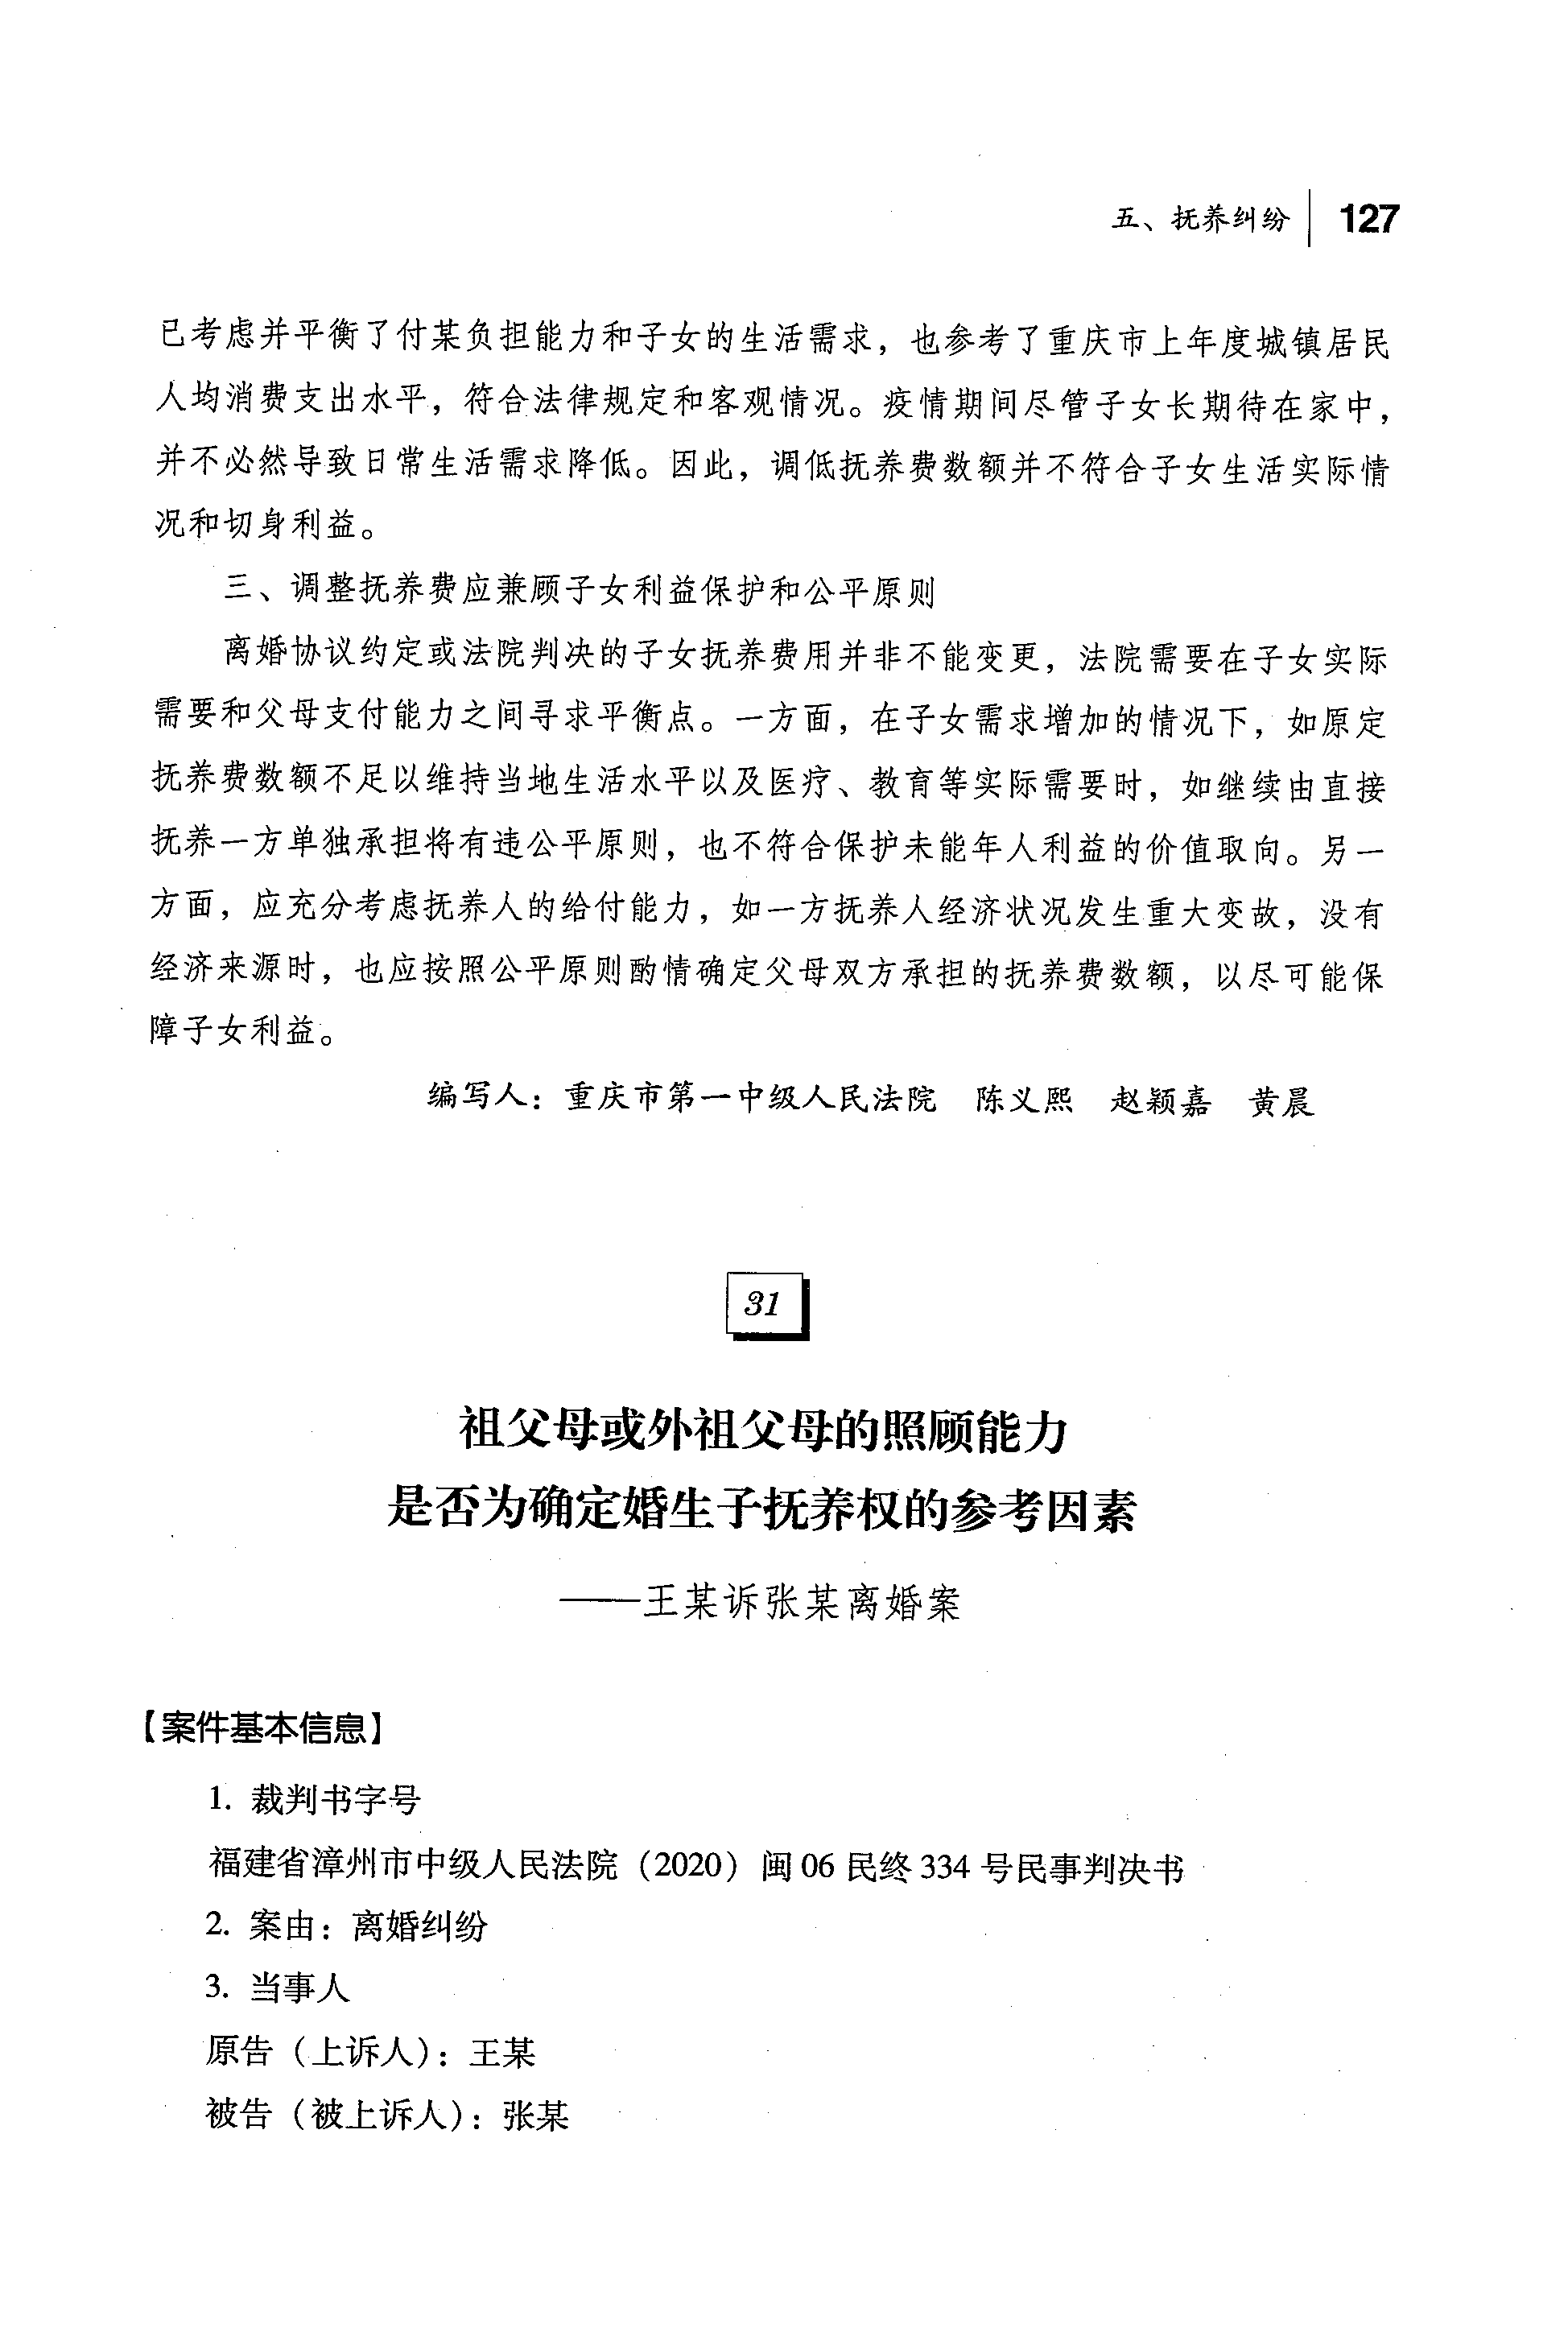 五、抚养纠纷 127
已考虑并平衡了付某负担能力和子女的生活需求，也参考了重庆市上年度城镇居民
人均消费支出水平，符合法律规定和客观情况。疫情期间尽管子女长期待在家中，
并不必然导致日常生活需求降低。因此，调低抚养费数额并不符合子女生活实际情
况和切身利益。
三、调整抚养费应兼顾子女利益保护和公平原则
离婚协议约定或法院判决的子女抚养费用并非不能变更，法院需要在子女实际
需要和父母支付能力之间寻求平衡点。一方面，在子女需求增加的情况下，如原定
抚养费数额不足以维持当地生活水平以及医疗、教育等实际需要时，如继续由直接
抚养一方单独承担将有违公平原则，也不符合保护未能年人利益的价值取向。另一
方面，应充分考虑抚养人的给付能力，如一方抚养人经济状况发生重大变故，没有
经济来源时，也应按照公平原则酌情确定父母双方承担的抚养费数额，以尽可能保
障子女利益。
编写人：重庆市第一中级人民法院　陈义熙　赵颖嘉　黄晨
31
祖父母或外祖父母的照顾能力
是否为确定婚生子抚养权的参考因素
——王某诉张某离婚案
【案件基本信息】
1. 裁判书字号
福建省漳州市中级人民法院（2020）闽 06 民终 334 号民事判决书
2. 案由：离婚纠纷
3. 当事人
原告（上诉人）：王某
被告（被上诉人）：张某